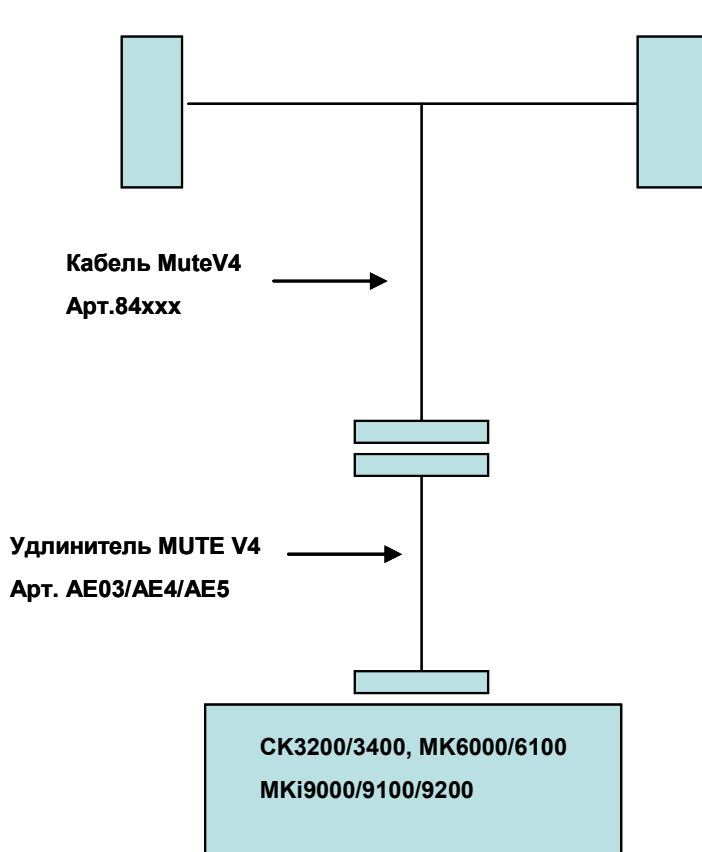 Кабель MuteV4
Арт.84xxx
Удлинитель MUTE V4
Арт. AE03/AE4/AE5
CK3200/3400, MK6000/6100
MKi9000/9100/9200